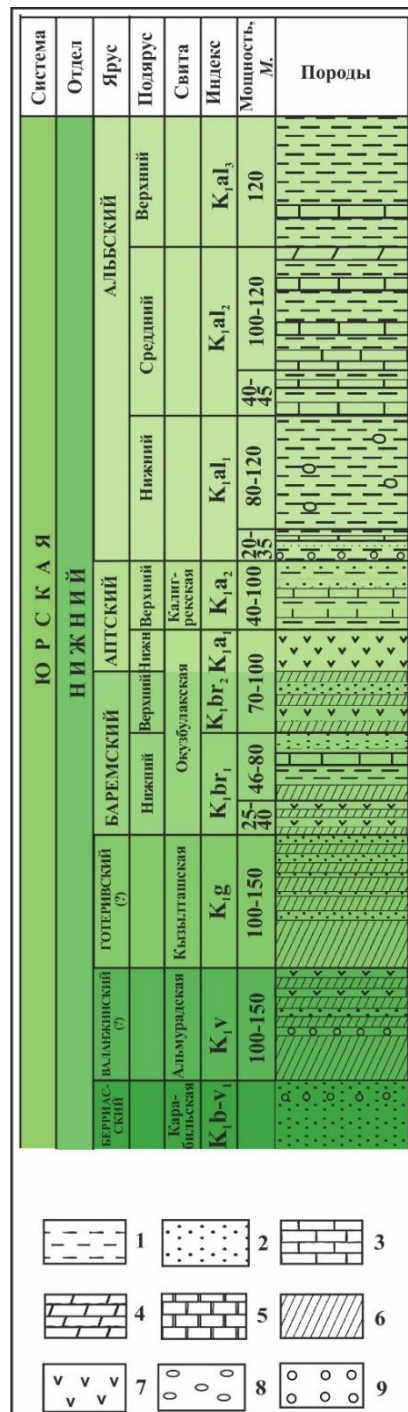 Система Отдел Ярус Подярус Свита Индекс Мощность, м. Породы
ЮРСКАЯ
НИЖНИЙ
АЛЬБСКИЙ
Верхний
K₁al₃
120
Среддний
K₁al₂
100-120
40-45
Нижний
K₁al₁
80-120
20-35
АПТСКИЙ
Верхний
Калиг-
рекская
K₁a₂
40-100
Нижн
Окузбулакская
K₁a₁
70-100
БАРЕМСКИЙ
Верхний
K₁br₂
Нижний
K₁br₁
46-80
25-40
ГОТЕРИВСКИЙ
(?)
Кызылташская
K₁g
100-150
ВАЛАНЖИНСКИЙ
(?)
Альмурадская
K₁v
100-150
БЕРРИАС-
СКИЙ
Кара-
бильская
K₁b-v₁
1 2 3
4 5 6
7 8 9